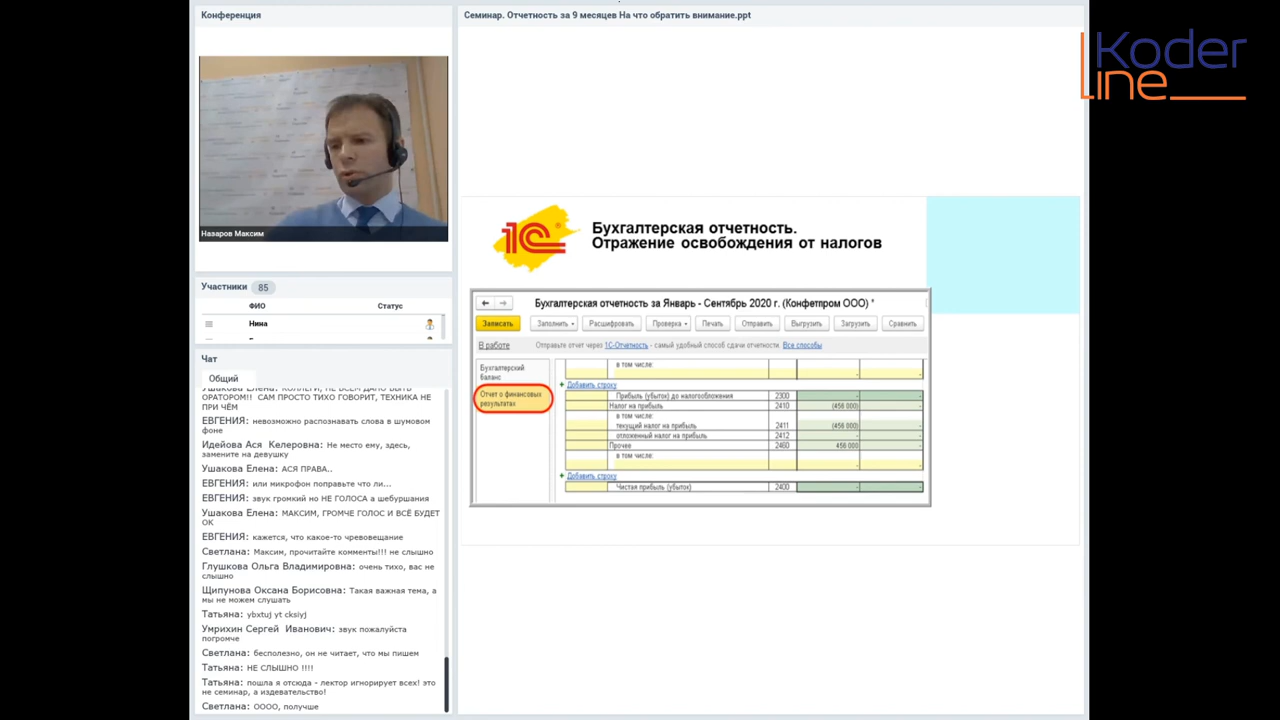 Конференция
Назаров Максим
Участники 85
ФИО Статус
Нина
Чат
Общий
ОРАТОРОМ!! САМ ПРОСТО ТИХО ГОВОРИТ, ТЕХНИКА НЕ
ПРИ ЧЁМ
ЕВГЕНИЯ: невозможно распознавать слова в шумовом
фоне
Идейова Ася Келеровна: Не место ему, здесь,
замените на девушку
Ушакова Елена: АСЯ ПРАВА..
ЕВГЕНИЯ: или микрофон поправьте что ли...
ЕВГЕНИЯ: звук громкий но НЕ ГОЛОСА а шебуршания
Ушакова Елена: МАКСИМ, ГРОМЧЕ ГОЛОС И ВСЁ БУДЕТ
ОК
ЕВГЕНИЯ: кажется, что какое-то чревовещание
Светлана: Максим, прочитайте комменты!!! не слышно
Глушкова Ольга Владимировна: очень тихо, вас не
слышно
Щипунова Оксана Борисовна: Такая важная тема, а
мы не можем слушать
Татьяна: ybxtuj yt cksiyj
Умрихин Сергей Иванович: звук пожалуйста
погромче
Светлана: бесполезно, он не читает, что мы пишем
Татьяна: НЕ СЛЫШНО !!!!
Татьяна: пошла я отсюда - лектор игнорирует всех! это
не семинар, а издевательство!
Светлана: ОООО, получше
Семинар. Отчетность за 9 месяцев На что обратить внимание.ppt
Koder
line
1С
Бухгалтерская отчетность.
Отражение освобождения от налогов
Бухгалтерская отчетность за Январь - Сентябрь 2020 г. (Конфетпром ООО) *
Записать Заполнить Расшифровать Проверка Печать Отправить Выгрузить Загрузить Сравнить
В работе Отправьте отчет через 1С-Отчетность - самый удобный способ сдачи отчетности. Все способы
Бухгалтерский
баланс
Отчет о финансовых
результатах
в том числе:
- -
Добавить строку
Прибыль (убыток) до налогообложения 2300 - -
Налог на прибыль 2410 (456 000) -
в том числе:
текущий налог на прибыль 2411 (456 000) -
отложенный налог на прибыль 2412 - -
Прочее 2460 456 000 -
в том числе:
- -
Добавить строку
Чистая прибыль (убыток) 2400 - -